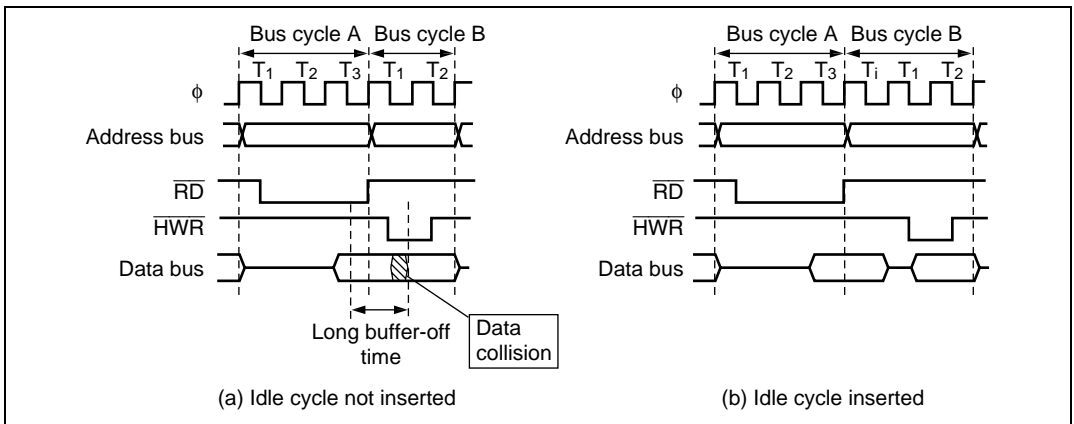 Bus cycle A Bus cycle B
T1 T2 T3 T1 T2
φ
Address bus
RD
HWR
Data bus
Long buffer-off
time
Data
collision
(a) Idle cycle not inserted
Bus cycle A Bus cycle B
T1 T2 T3 Ti T1 T2
φ
Address bus
RD
HWR
Data bus
(b) Idle cycle inserted